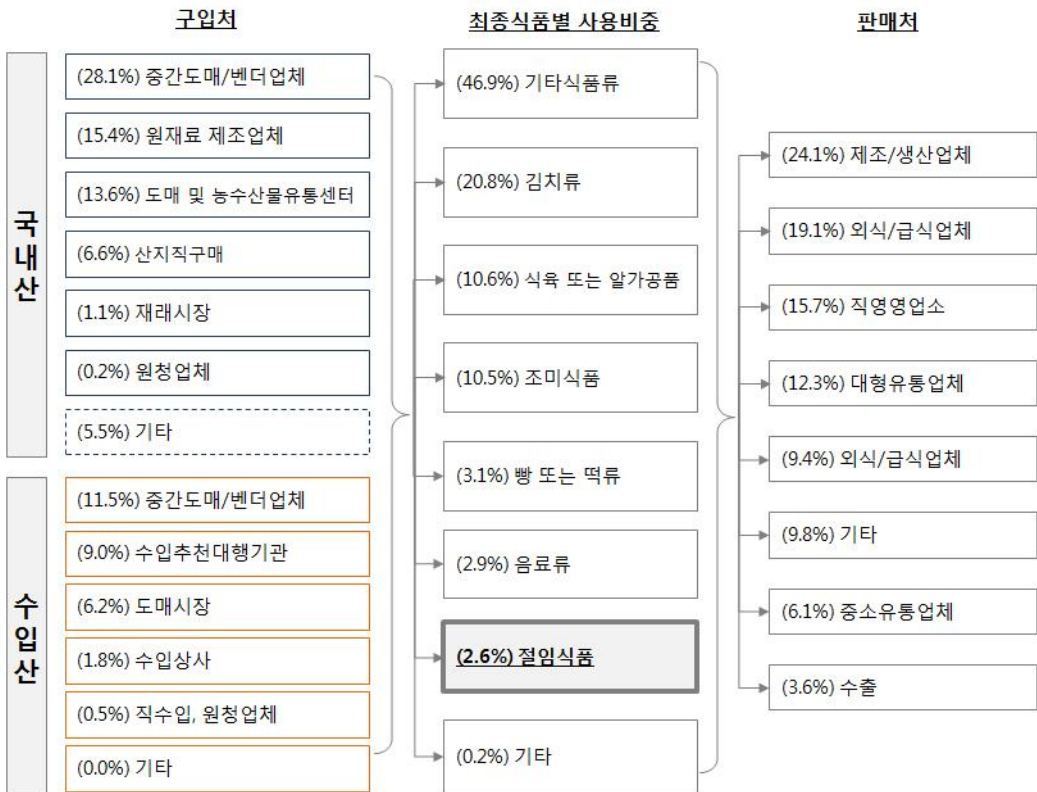 구입처
최종식품별 사용비중
판매처
국내산
(28.1%) 중간도매/벤더업체
(15.4%) 원재료 제조업체
(13.6%) 도매 및 농수산물유통센터
(6.6%) 산지직구매
(1.1%) 재래시장
(0.2%) 원청업체
(5.5%) 기타
수입산
(11.5%) 중간도매/벤더업체
(9.0%) 수입추천대행기관
(6.2%) 도매시장
(1.8%) 수입상사
(0.5%) 직수입, 원청업체
(0.0%) 기타
(46.9%) 기타식품류
(20.8%) 김치류
(10.6%) 식육 또는 알가공품
(10.5%) 조미식품
(3.1%) 빵 또는 떡류
(2.9%) 음료류
(2.6%) 절임식품
(0.2%) 기타
(24.1%) 제조/생산업체
(19.1%) 외식/급식업체
(15.7%) 직영영업소
(12.3%) 대형유통업체
(9.4%) 외식/급식업체
(9.8%) 기타
(6.1%) 중소유통업체
(3.6%) 수출